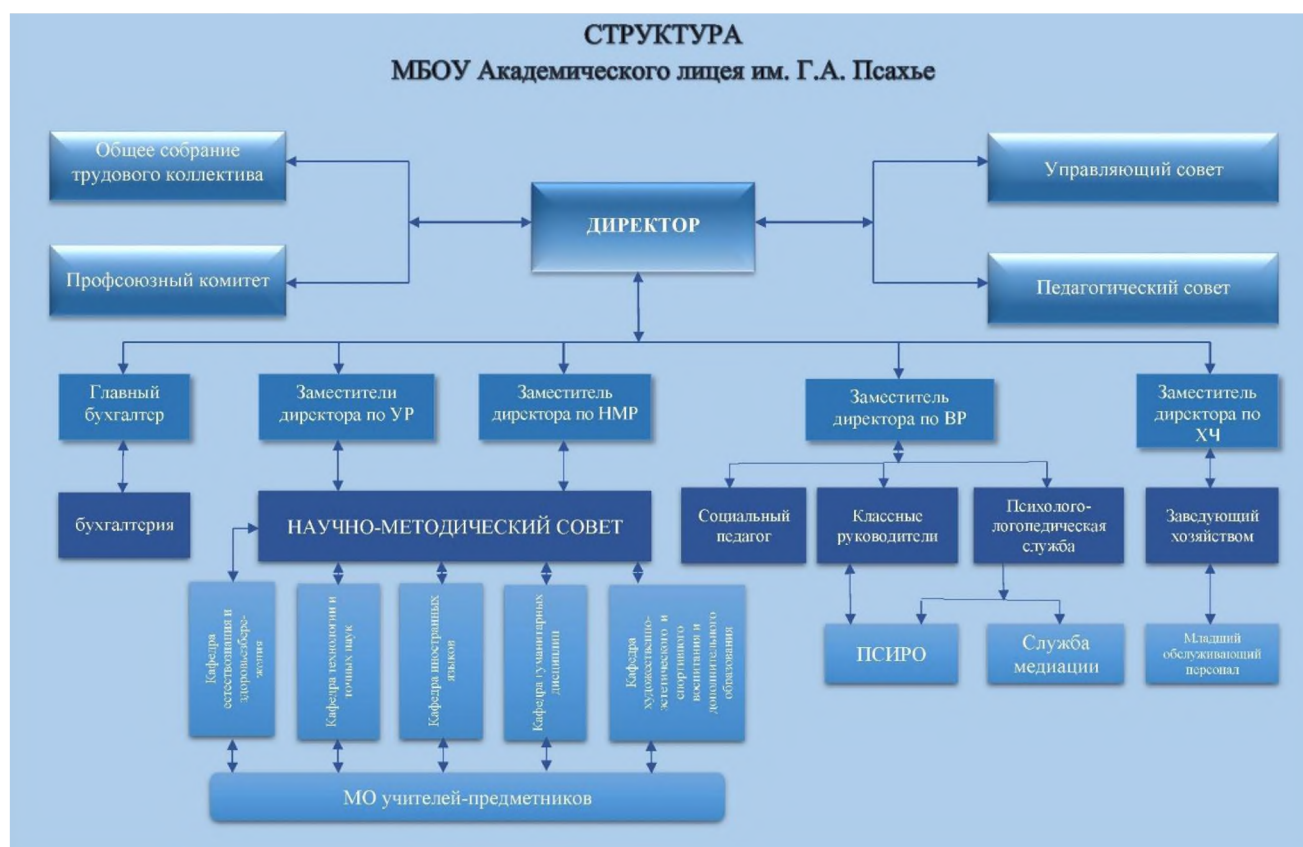 СТРУКТУРА
МБОУ Академического лицея им. Г.А. Псахье
Общее собрание
трудового коллектива
Управляющий совет
ДИРЕКТОР
Профсоюзный комитет
Педагогический совет
Главный
бухгалтер
Заместители
директора по УР
Заместитель
директора по НМР
Заместитель
директора по ВР
Заместитель
директора по
ХЧ
бухгалтерия
НАУЧНО-МЕТОДИЧЕСКИЙ СОВЕТ
Социальный
педагог
Классные
руководители
Психолого-
логопедическая
служба
Заведующий
хозяйством
Кафедра
естествознания и
здоровьезбере-
жения
Кафедра технологии и
точных наук
Кафедра иностранных
языков
Кафедра гуманитарных
дисциплин
Кафедра
художественно-
эстетического и
спортивного
воспитания и
дополнительного
образования
ПСИРО
Служба
медиации
Младший
обслуживающий
персонал
МО учителей-предметников